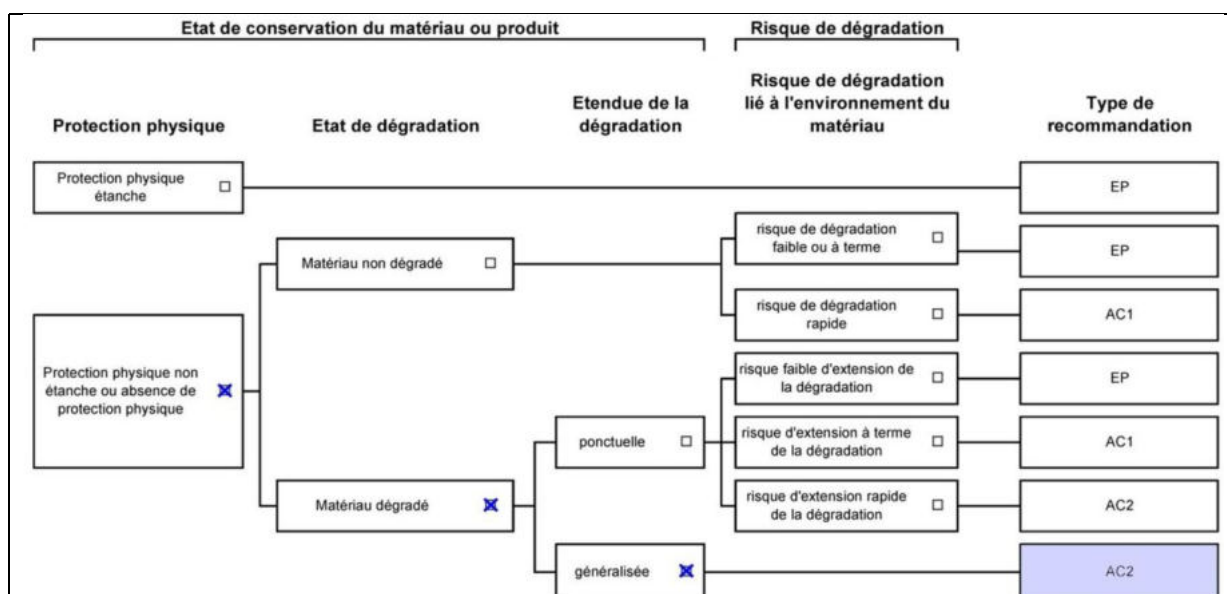 Etat de conservation du matériau ou produit
Risque de dégradation
Protection physique
Etat de dégradation
Etendue de la
dégradation
Risque de dégradation
lié à l'environnement du
matériau
Type de
recommandation
Protection physique
étanche
EP
Matériau non dégradé
risque de dégradation
faible ou à terme
EP
risque de dégradation
rapide
AC1
Protection physique non
étanche ou absence de
protection physique
risque faible d'extension de
la dégradation
EP
ponctuelle
risque d'extension à terme
de la dégradation
AC1
Matériau dégradé
risque d'extension rapide
de la dégradation
AC2
généralisée
AC2